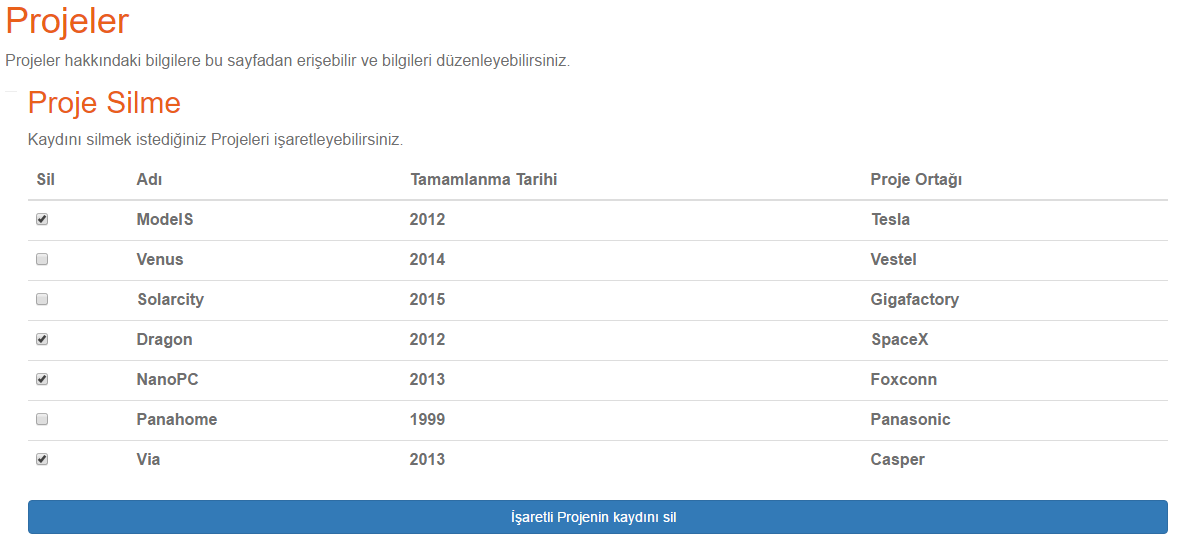 Projeler
Projeler hakkındaki bilgilere bu sayfadan erişebilir ve bilgileri düzenleyebilirsiniz.
Proje Silme
Kaydını silmek istediğiniz Projeleri işaretleyebilirsiniz.
Sil Adı Tamamlanma Tarihi Proje Ortağı
ModelS 2012 Tesla
Venus 2014 Vestel
Solarcity 2015 Gigafactory
Dragon 2012 SpaceX
NanoPC 2013 Foxconn
Panahome 1999 Panasonic
Via 2013 Casper
İşaretli Projenin kaydını sil